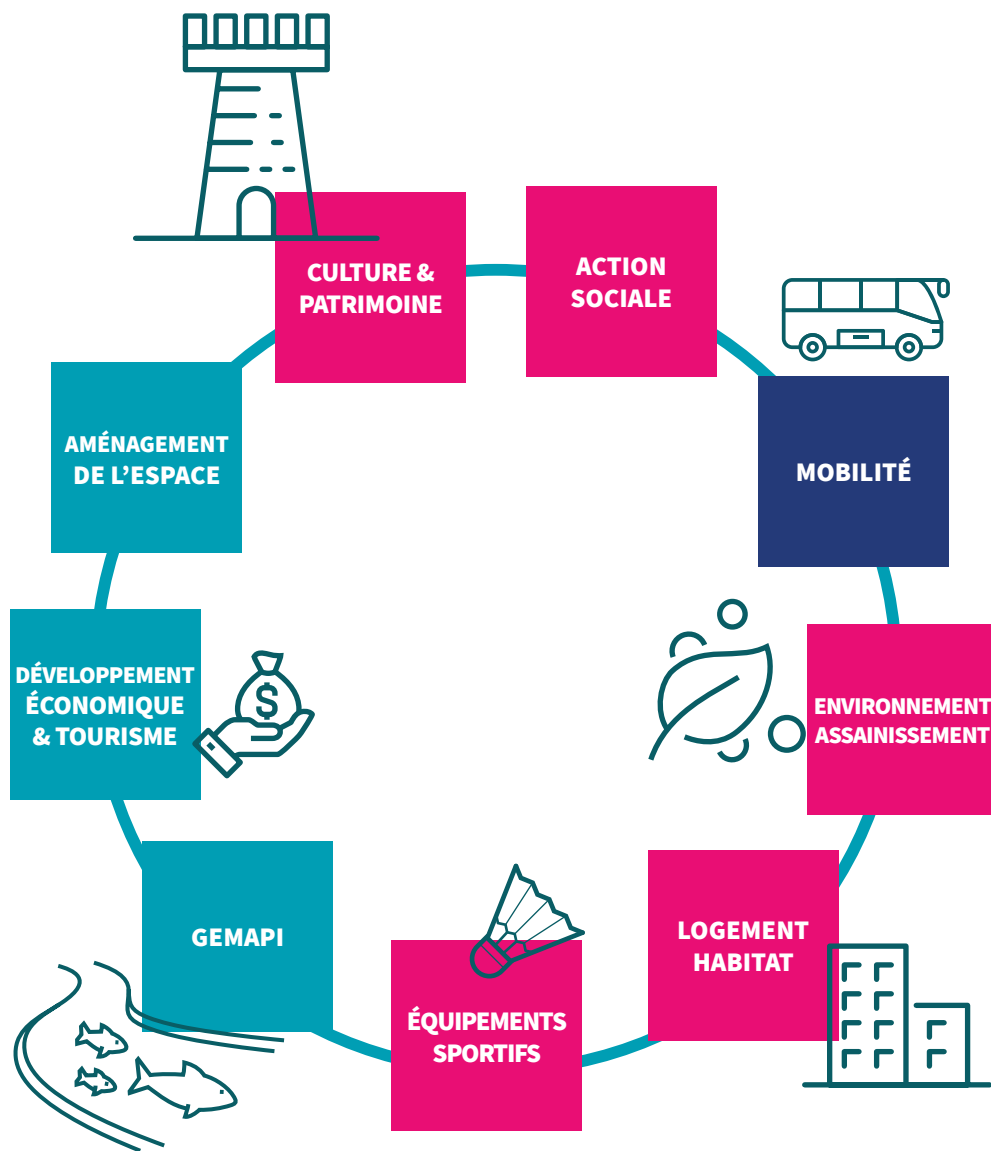 CULTURE &
PATRIMOINE
ACTION
SOCIALE
MOBILITÉ
ENVIRONNEMENT
ASSAINISSEMENT
LOGEMENT
HABITAT
ÉQUIPEMENTS
SPORTIFS
GEMAPI
DÉVELOPPEMENT
ÉCONOMIQUE
& TOURISME
AMÉNAGEMENT
DE L’ESPACE
$